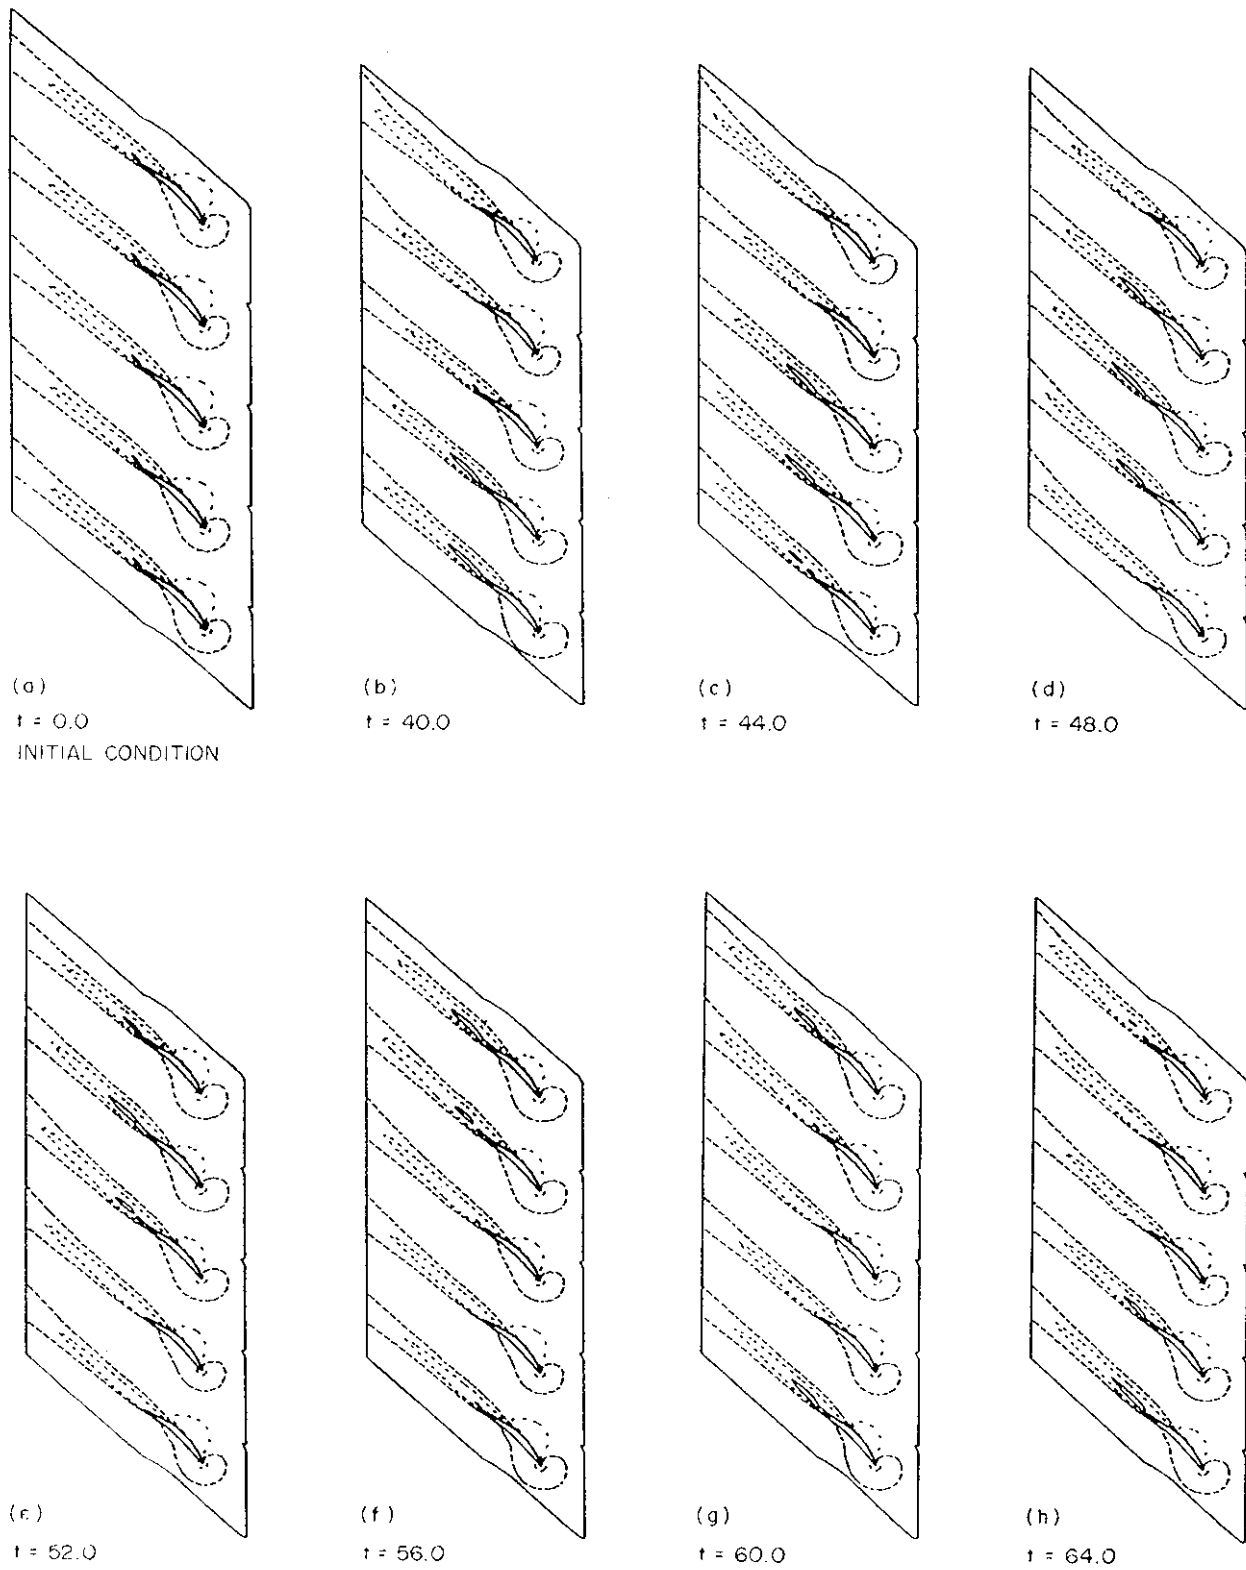 (a)
t = 0.0
INITIAL CONDITION
(b)
t = 40.0
(c)
t = 44.0
(d)
t = 48.0
(e)
t = 52.0
(f)
t = 56.0
(g)
t = 60.0
(h)
t = 64.0